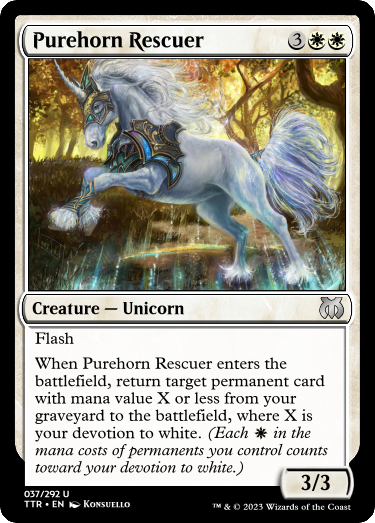 Purehorn Rescuer 3
Creature — Unicorn
Flash
When Purehorn Rescuer enters the
battlefield, return target permanent card
with mana value X or less from your
graveyard to the battlefield, where X is
your devotion to white. (Each in the
mana costs of permanents you control counts
toward your devotion to white.)
3/3
037/292 U
TTR • EN Konsuello
™ & © 2023 Wizards of the Coast